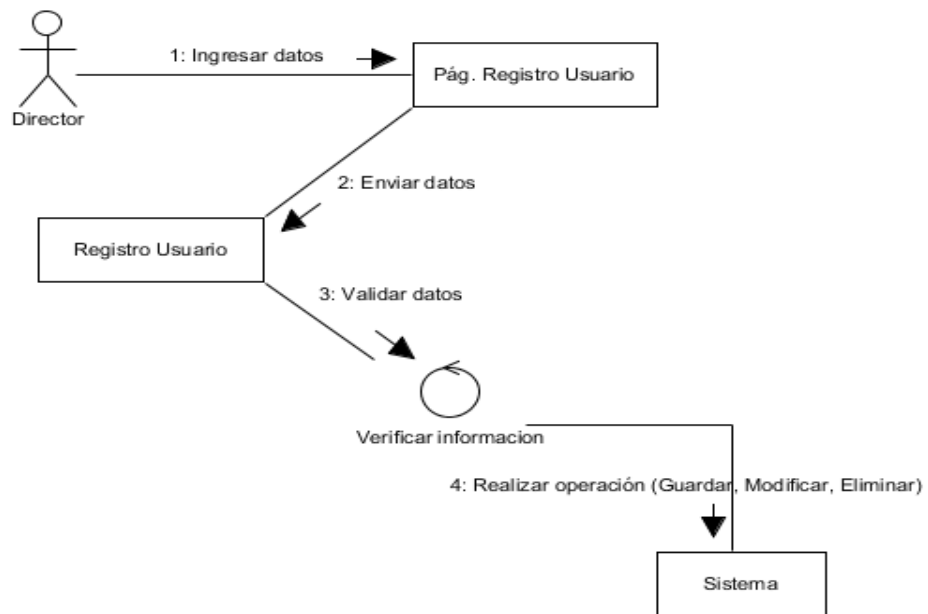 1: Ingresar datos
Pág. Registro Usuario
Director
2: Enviar datos
Registro Usuario
3: Validar datos
Verificar informacion
4: Realizar operación (Guardar, Modificar, Eliminar)
Sistema